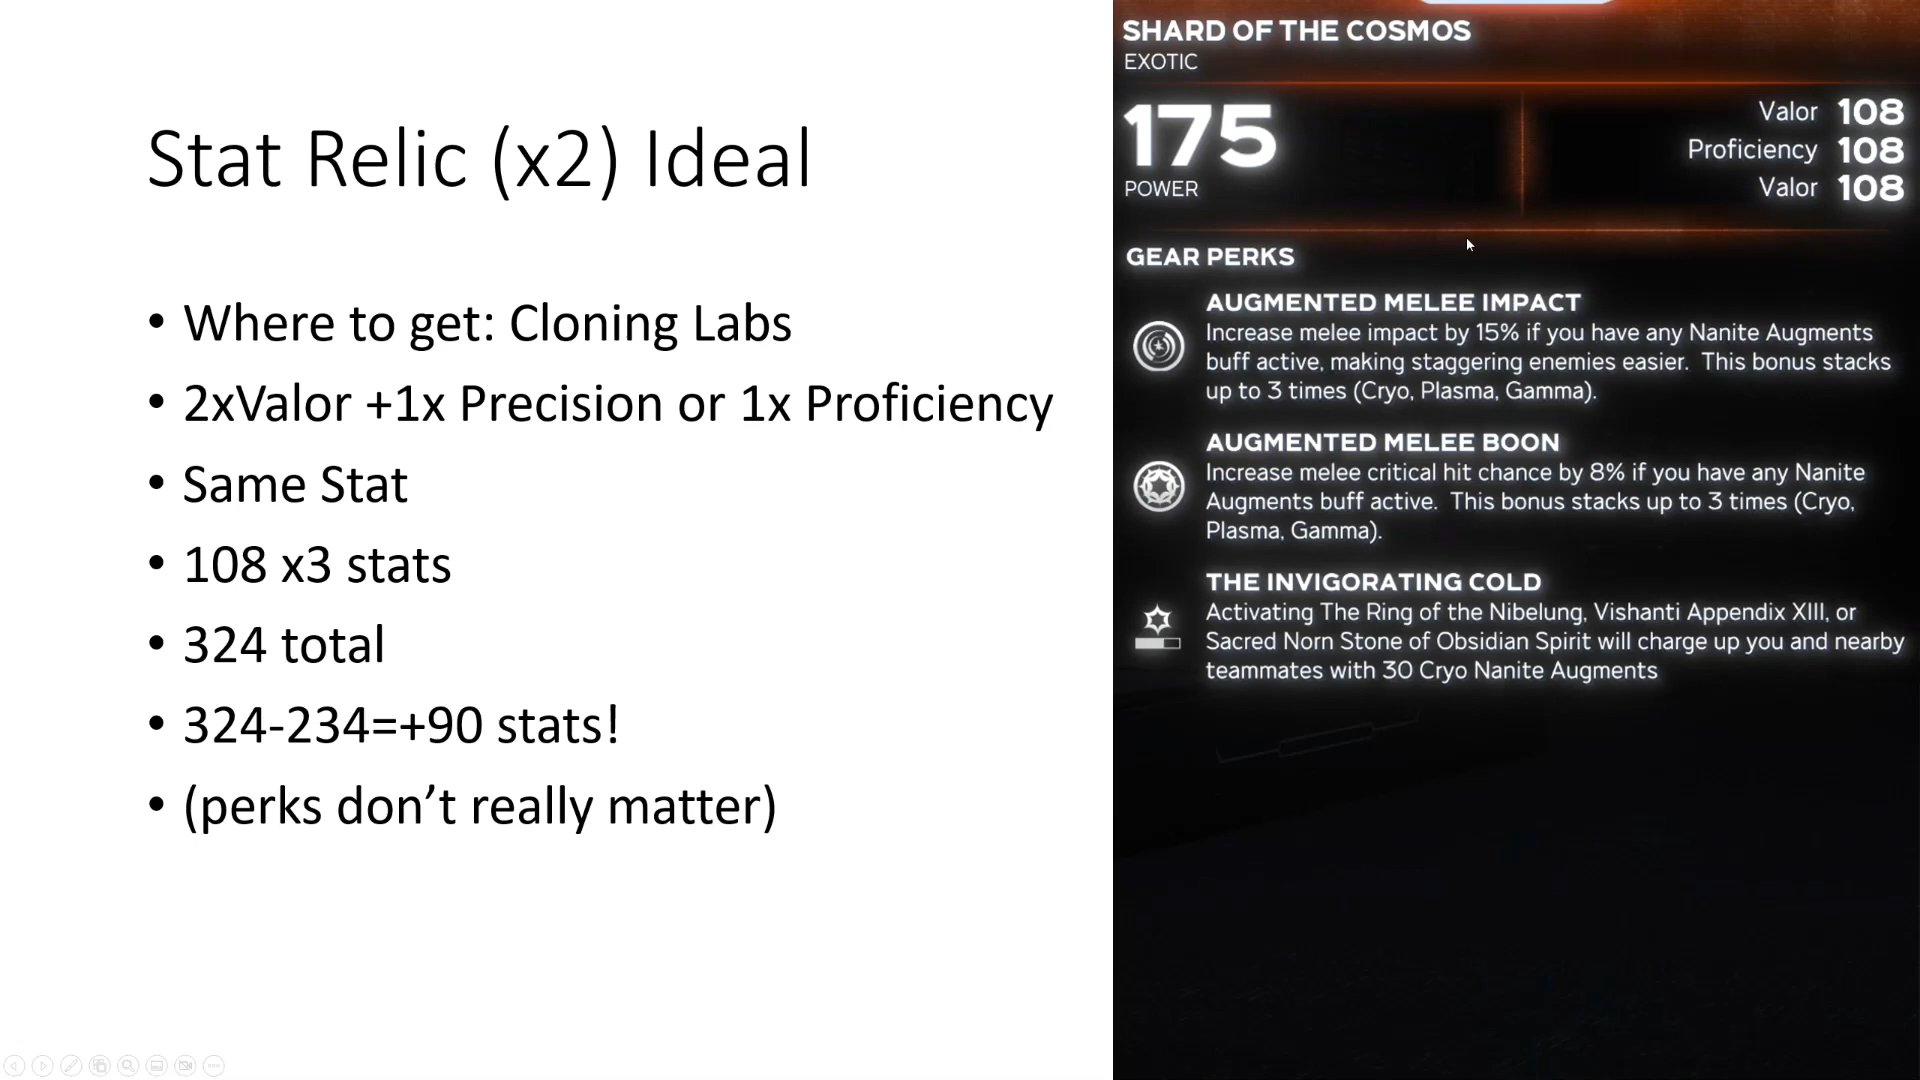 Stat Relic (x2) Ideal
• Where to get: Cloning Labs
• 2xValor +1x Precision or 1x Proficiency
• Same Stat
• 108 x3 stats
• 324 total
• 324-234=+90 stats!
• (perks don’t really matter)
SHARD OF THE COSMOS
EXOTIC
175
POWER
Valor 108
Proficiency 108
Valor 108
GEAR PERKS
AUGMENTED MELEE IMPACT
Increase melee impact by 15% if you have any Nanite Augments
buff active, making staggering enemies easier. This bonus stacks
up to 3 times (Cryo, Plasma, Gamma).
AUGMENTED MELEE BOON
Increase melee critical hit chance by 8% if you have any Nanite
Augments buff active. This bonus stacks up to 3 times (Cryo,
Plasma, Gamma).
THE INVIGORATING COLD
Activating The Ring of the Nibelung, Vishanti Appendix XIII, or
Sacred Norn Stone of Obsidian Spirit will charge up you and nearby
teammates with 30 Cryo Nanite Augments